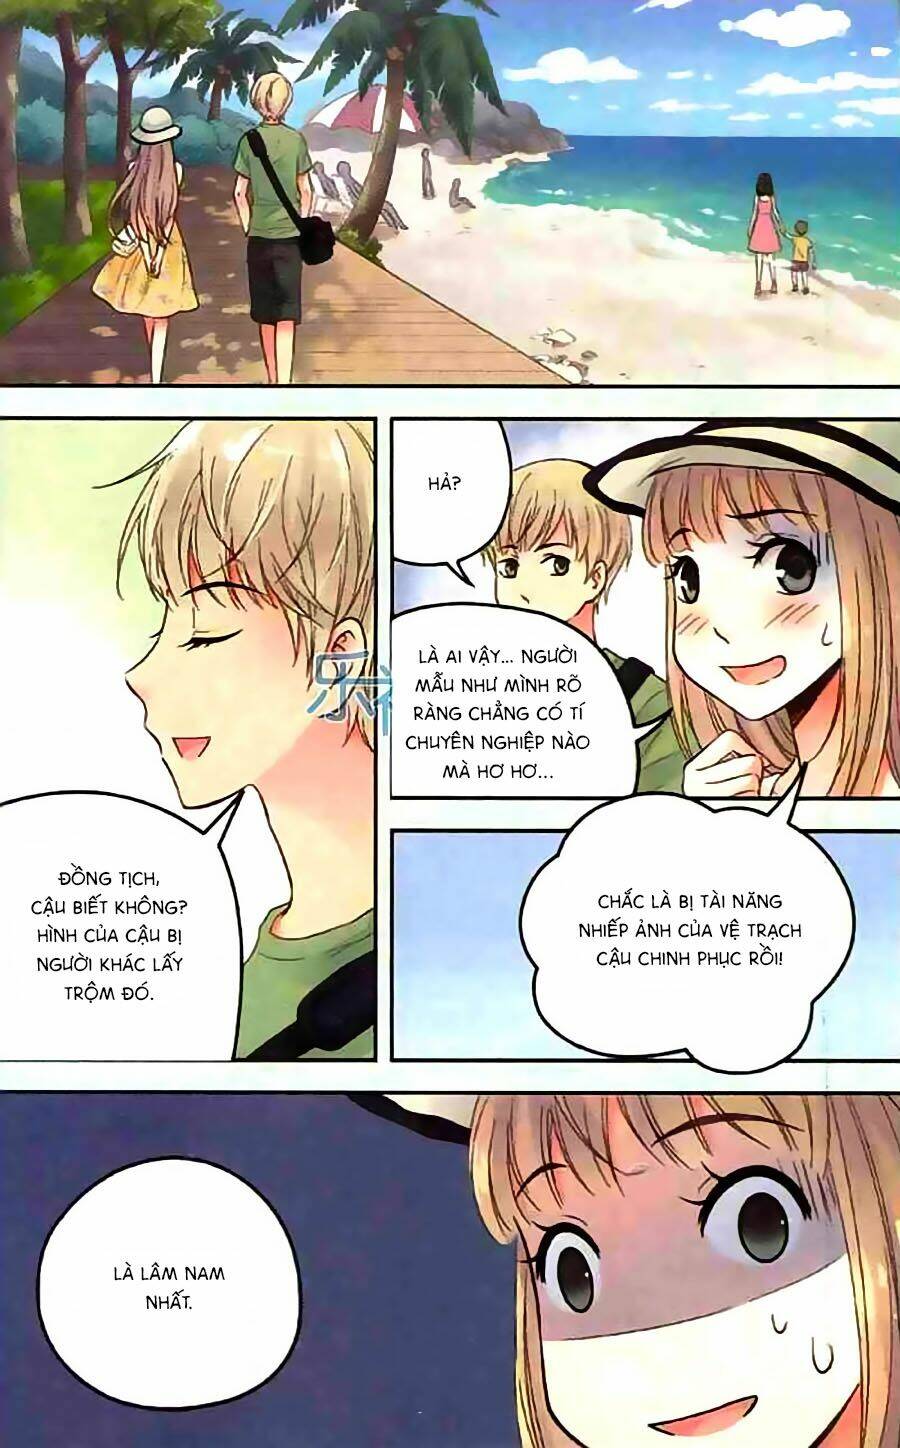 HẢ?
LÀ AI VẬY... NGƯỜI
MẪU NHƯ MÌNH RÕ
RÀNG CHẲNG CÓ TÍ
CHUYÊN NGHIỆP NÀO
MÀ HƠ HƠ...
ĐỒNG TỊCH,
CẬU BIẾT KHÔNG?
HÌNH CỦA CẬU BỊ
NGƯỜI KHÁC LẤY
TRỘM ĐÓ.
CHẮC LÀ BỊ TÀI NĂNG
NHIẾP ẢNH CỦA VỆ TRẠCH
CẬU CHINH PHỤC RỒI!
LÀ LÂM NAM
NHẤT.